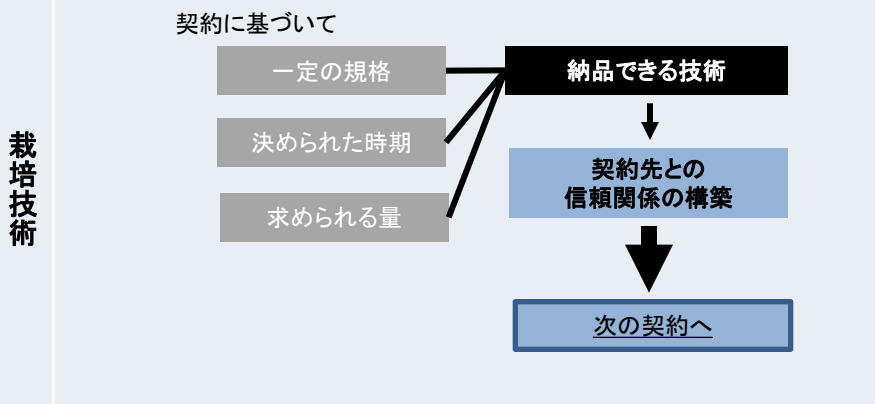 栽培技術
契約に基づいて
一定の規格
決められた時期
求められる量
納品できる技術
契約先との
信頼関係の構築
次の契約へ